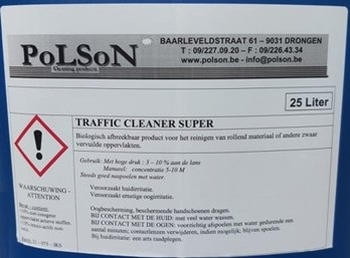 PoLSoN
Cleaning products
BAARLEVELDSTRAAT 61 – 9031 DRONGEN
T : 09/227.09.20 – F : 09/226.43.34
www.polson.be - info@polson.be
25 Liter
TRAFFIC CLEANER SUPER
Biologisch afbreekbaar product voor het reinigen van rollend materiaal of andere zwaar
vervuilde oppervlakten.
Gebruik: Met hoge druk : 3 – 10% aan de lans
Manueel: concentratie 5-10 M
Steeds goed naspoelen met water.
WAARSCHUWING -
ATTENTION
Veroorzaakt huidirritatie.
Veroorzaakt ernstige oogirritatie.
Oogbescherming, beschermende handschoenen dragen.
BIJ CONTACT MET DE HUID: met veel water wassen.
BIJ CONTACT MET DE OGEN: voorzichtig afspoelen met water gedurende een
aantal minuten; contactlenzen verwijderen, indien mogelijk; blijven spoelen.
Bij huidirritatie: een arts raadplegen.